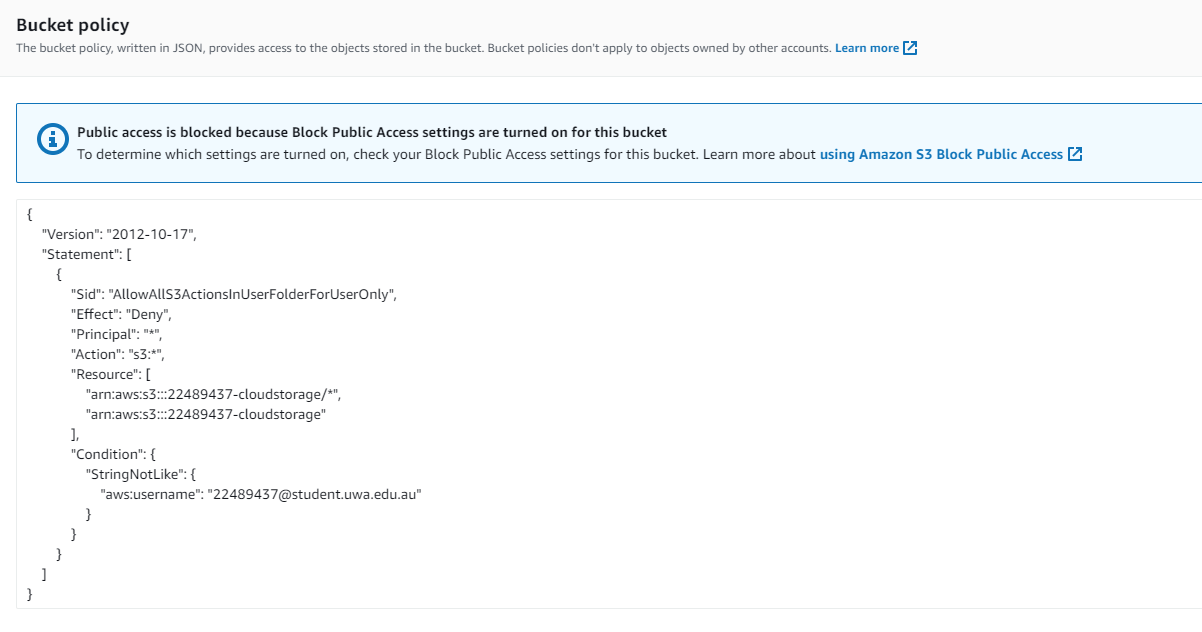 Bucket policy
The bucket policy, written in JSON, provides access to the objects stored in the bucket. Bucket policies don't apply to objects owned by other accounts. Learn more
Public access is blocked because Block Public Access settings are turned on for this bucket
To determine which settings are turned on, check your Block Public Access settings for this bucket. Learn more about using Amazon S3 Block Public Access
{
"Version": "2012-10-17",
"Statement": [
{
"Sid": "AllowAllS3ActionsInUserFolderForUserOnly",
"Effect": "Deny",
"Principal": "*",
"Action": "s3:*",
"Resource": [
"arn:aws:s3:::22489437-cloudstorage/*",
"arn:aws:s3:::22489437-cloudstorage"
],
"Condition": {
"StringNotLike": {
"aws:username": "22489437@student.uwa.edu.au"
}
}
}
]
}